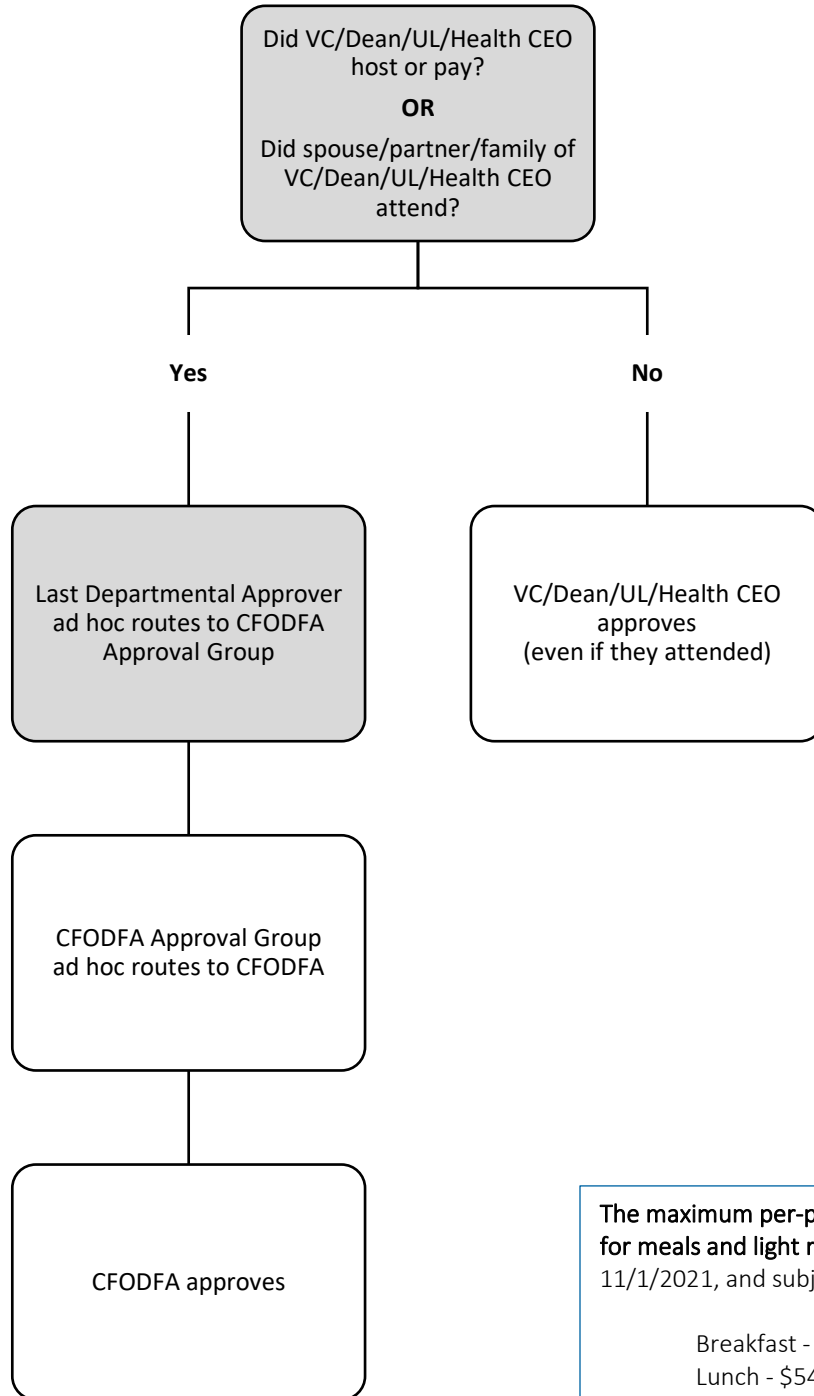 Did VC/Dean/UL/Health CEO
host or pay?
OR
Did spouse/partner/family of
VC/Dean/UL/Health CEO
attend?
Yes
No
Last Departmental Approver
ad hoc routes to CFODFA
Approval Group
VC/Dean/UL/Health CEO
approves
(even if they attended)
CFODFA Approval Group
ad hoc routes to CFODFA
CFODFA approves
The maximum
for meals and light
11/1/2021, and
Breakfast -
Lunch - $54